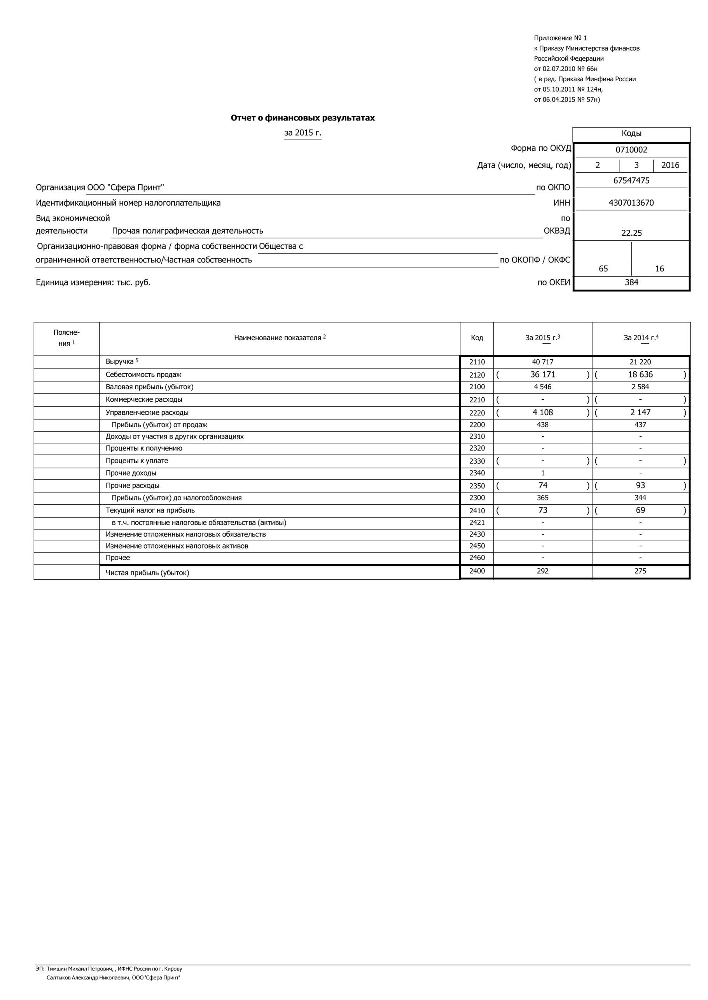 Приложение № 1
к Приказу Министерства финансов
Российской Федерации
от 02.07.2010 № 66н
( в ред. Приказа Минфина России
от 05.10.2011 № 124н,
от 06.04.2015 № 57н)
Отчет о финансовых результатах
за 2015 г.
Коды
Форма по ОКУД 0710002
Дата (число, месяц, год) 2 3 2016
Организация ООО "Сфера Принт" по ОКПО 67547475
Идентификационный номер налогоплательщика ИНН 4307013670
Вид экономической по
деятельности Прочая полиграфическая деятельность ОКВЭД 22.25
Организационно-правовая форма / форма собственности Общества с
ограниченной ответственностью/Частная собственность по ОКОПФ / ОКФС 65 16
Единица измерения: тыс. руб. по ОКЕИ 384
Поясне-
ния 1 Наименование показателя 2 Код За 2015 г.3 За 2014 г.4
Выручка 5 2110 40 717 21 220
Себестоимость продаж 2120 ( 36 171 ) ( 18 636 )
Валовая прибыль (убыток) 2100 4 546 2 584
Коммерческие расходы 2210 ( - ) ( - )
Управленческие расходы 2220 ( 4 108 ) ( 2 147 )
Прибыль (убыток) от продаж 2200 438 437
Доходы от участия в других организациях 2310 - -
Проценты к получению 2320 - -
Проценты к уплате 2330 ( - ) ( - )
Прочие доходы 2340 1 -
Прочие расходы 2350 ( 74 ) ( 93 )
Прибыль (убыток) до налогообложения 2300 365 344
Текущий налог на прибыль 2410 ( 73 ) ( 69 )
в т.ч. постоянные налоговые обязательства (активы) 2421 - -
Изменение отложенных налоговых обязательств 2430 - -
Изменение отложенных налоговых активов 2450 - -
Прочее 2460 - -
Чистая прибыль (убыток) 2400 292 275
ЭП: Тимшин Михаил Петрович, , ИФНС России по г. Кирову
Салтыков Александр Николаевич, ООО 'Сфера Принт'